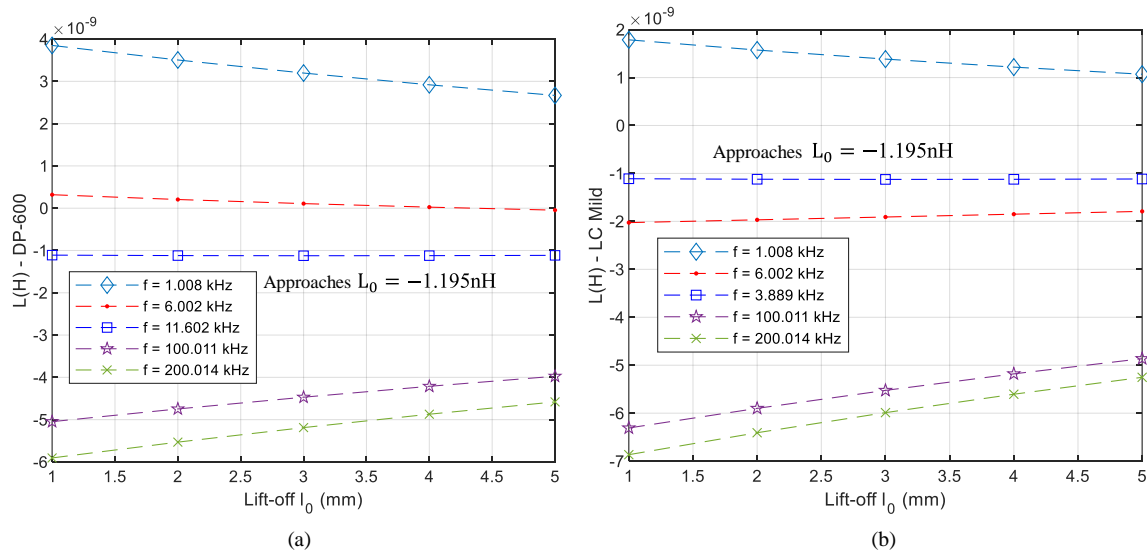 ×10⁻⁹
4
3
2
1
0
-1
-2
-3
-4
-5
-6
L(H) - DP-600
Approaches L₀ = −1.195nH
f = 1.008 kHz
f = 6.002 kHz
f = 11.602 kHz
f = 100.011 kHz
f = 200.014 kHz
1 1.5 2 2.5 3 3.5 4 4.5 5
Lift-off l₀ (mm)
(a)
×10⁻⁹
2
1
0
-1
-2
-3
-4
-5
-6
-7
L(H) - LC Mild
Approaches L₀ = −1.195nH
f = 1.008 kHz
f = 6.002 kHz
f = 3.889 kHz
f = 100.011 kHz
f = 200.014 kHz
1 1.5 2 2.5 3 3.5 4 4.5 5
Lift-off l₀ (mm)
(b)